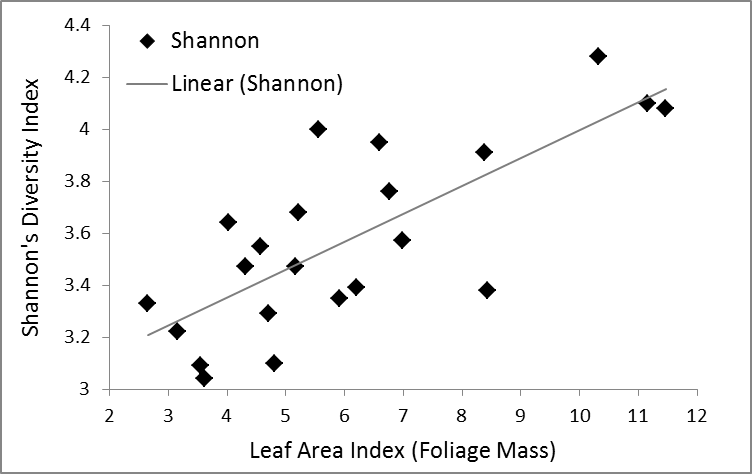 Shannon
Linear (Shannon)
Shannon's Diversity Index
4.4
4.2
4
3.8
3.6
3.4
3.2
3
2 3 4 5 6 7 8 9 10 11 12
Leaf Area Index (Foliage Mass)